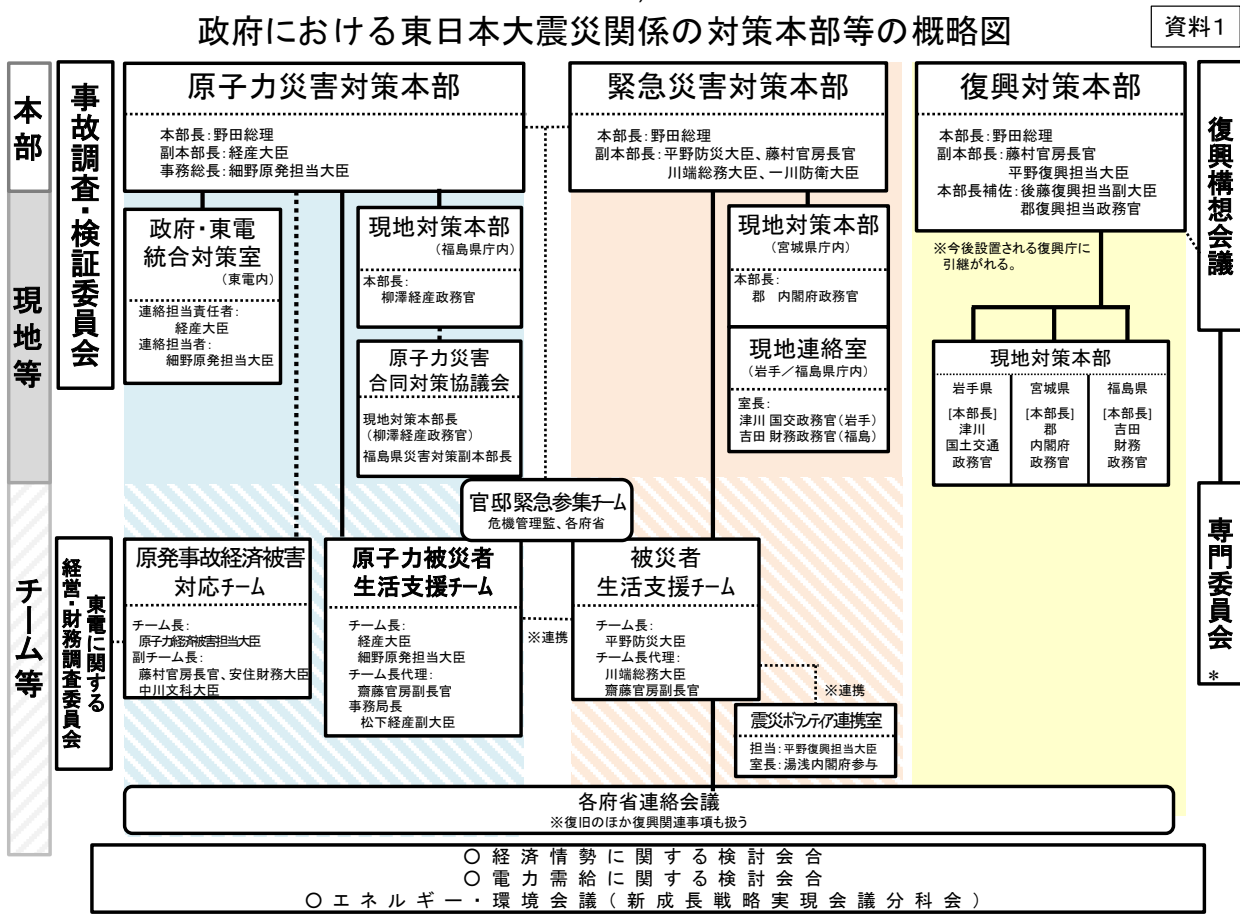 政府における東日本大震災関係の対策本部等の概略図
資料1
本部
現地等
チーム等
事故調査・検証委員会
原子力災害対策本部
本部長：野田総理
副本部長：経産大臣
事務総長：細野原発担当大臣
緊急災害対策本部
本部長：野田総理
副本部長：平野防災大臣、藤村官房長官
川端総務大臣、一川防衛大臣
復興対策本部
本部長：野田総理
副本部長：藤村官房長官
平野復興担当大臣
本部長補佐：後藤復興担当副大臣
郡復興担当政務官
復興構想会議
政府・東電
統合対策室
（東電内）
連絡担当責任者：
経産大臣
連絡担当者：
細野原発担当大臣
現地対策本部
（福島県庁内）
本部長：
柳澤経産政務官
原子力災害
合同対策協議会
現地対策本部長
（柳澤経産政務官）
福島県災害対策副本部長
現地対策本部
（宮城県庁内）
本部長：
郡　内閣府政務官
現地連絡室
（岩手／福島県庁内）
室長：
津川 国交政務官（岩手）
吉田 財務政務官（福島）
※今後設置される復興庁に
引継がれる。
現地対策本部
岩手県
[本部長]
津川
国土交通
政務官
宮城県
[本部長]
郡
内閣府
政務官
福島県
[本部長]
吉田
財務
政務官
官邸緊急参集チーム
危機管理監、各府省
東電に関する
経営・財務調査委員会
原発事故経済被害
対応チーム
チーム長：
原子力経済被害担当大臣
副チーム長：
藤村官房長官、安住財務大臣
中川文科大臣
原子力被災者
生活支援チーム
チーム長：
経産大臣
細野原発担当大臣
チーム長代理：
齋藤官房副長官
事務局長
松下経産副大臣
※連携
被災者
生活支援チーム
チーム長：
平野防災大臣
チーム長代理：
川端総務大臣
齋藤官房副長官
※連携
震災ボランティア連携室
担当：平野復興担当大臣
室長：湯浅内閣府参与
専門委員会
*
各府省連絡会議
※復旧のほか復興関連事項も扱う
○経済情勢に関する検討会合
○電力需給に関する検討会合
○エネルギー・環境会議（新成長戦略実現会議分科会）